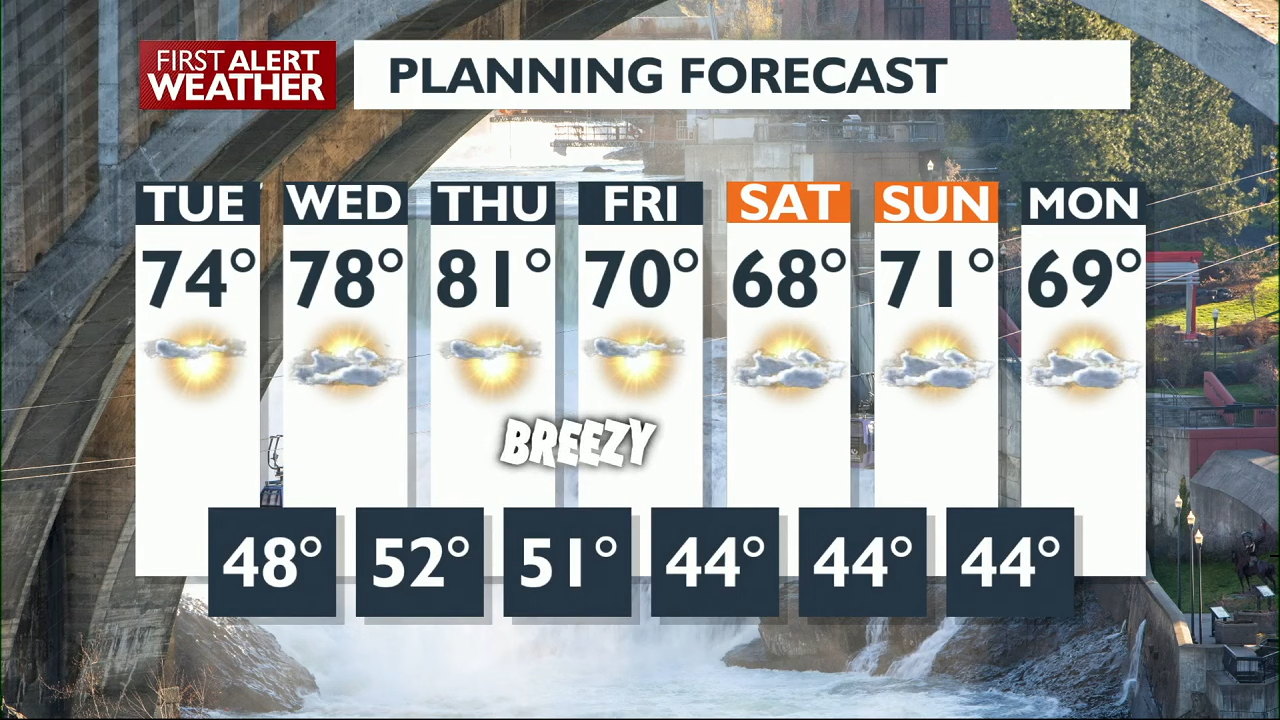 FIRST ALERT
WEATHER
PLANNING FORECAST
TUE WED THU FRI SAT SUN MON
74° 78° 81° 70° 68° 71° 69°
BREEZY
48° 52° 51° 44° 44° 44°